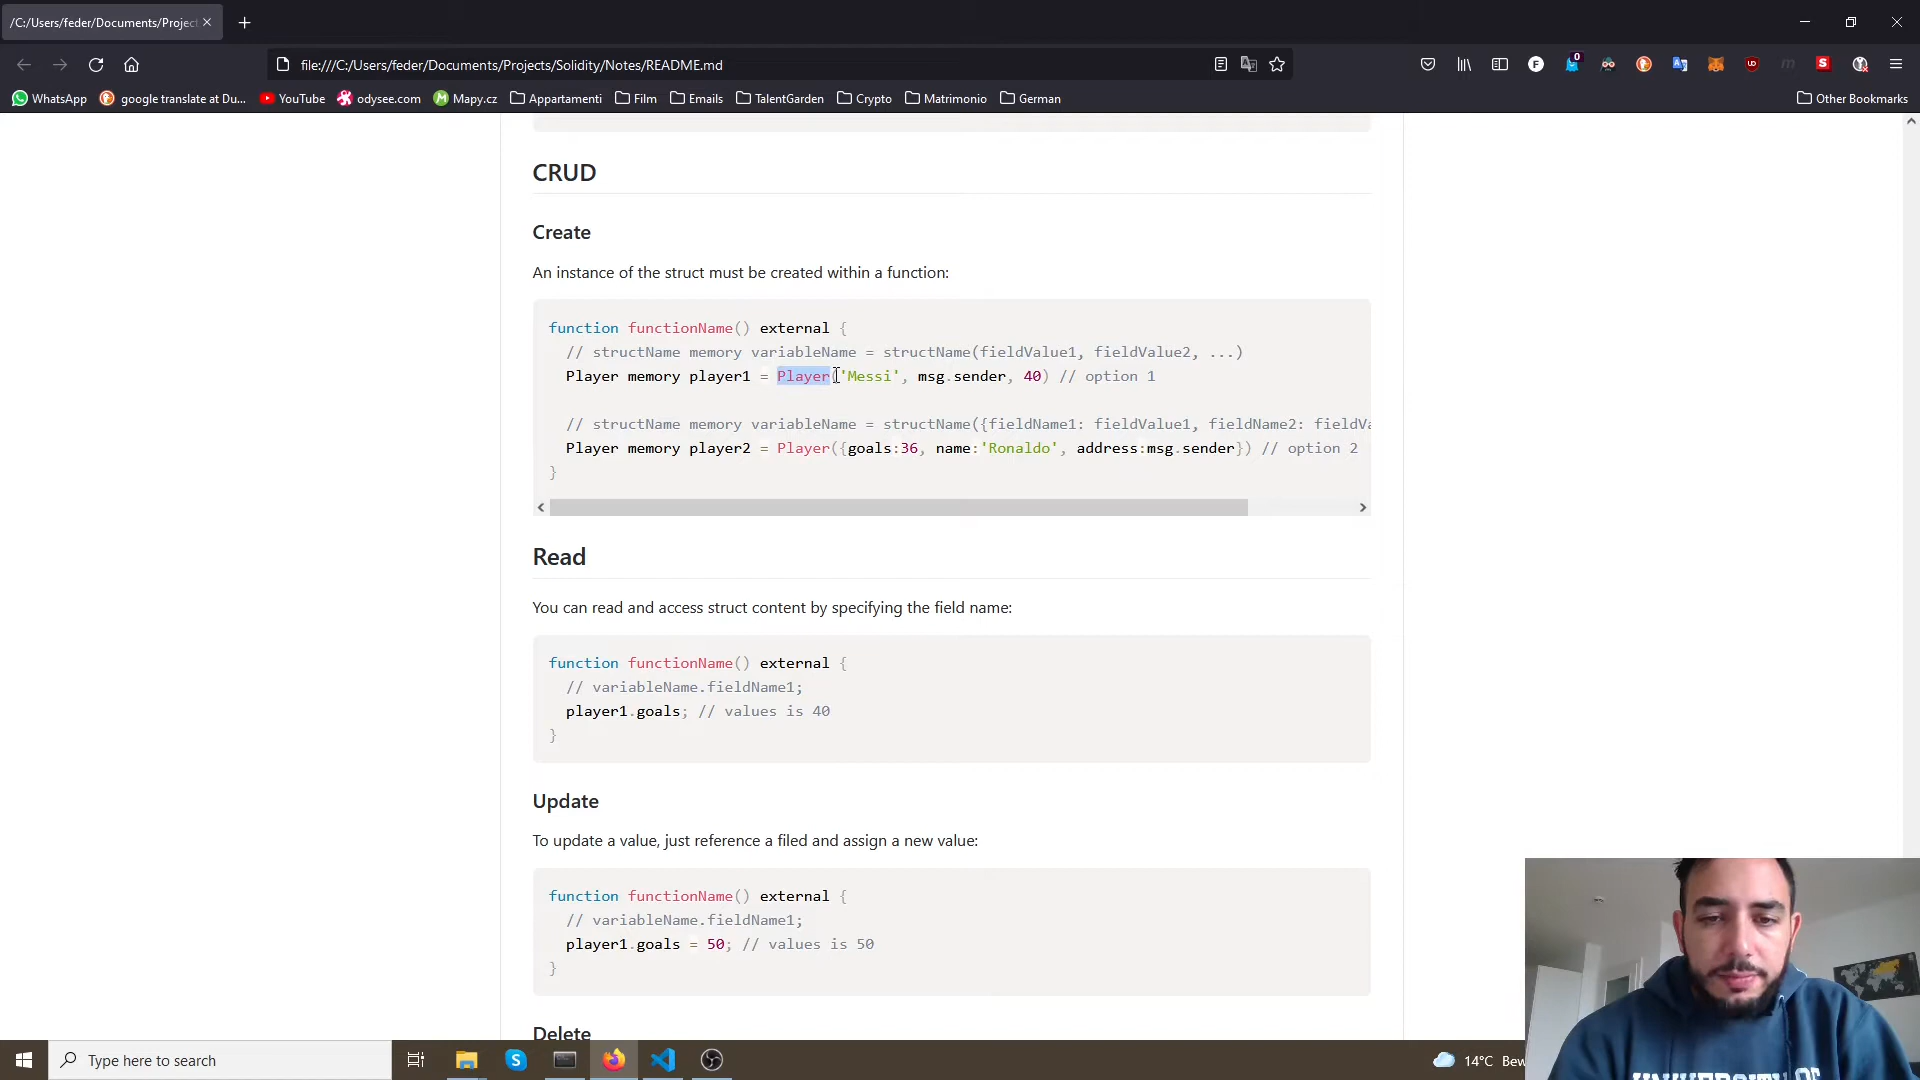 /C:/Users/feder/Documents/Projec
file:///C:/Users/feder/Documents/Projects/Solidity/Notes/README.md
0
WhatsApp
google translate at Du...
YouTube
odysee.com
Mapy.cz
Appartamenti
Film
Emails
TalentGarden
Crypto
Matrimonio
German
Other Bookmarks
CRUD
Create
An instance of the struct must be created within a function:
function functionName() external {
// structName memory variableName = structName(fieldValue1, fieldValue2, ...)
Player memory player1 = Player('Messi', msg.sender, 40) // option 1
// structName memory variableName = structName({fieldName1: fieldValue1, fieldName2: fieldVa
Player memory player2 = Player({goals:36, name:'Ronaldo', address:msg.sender}) // option 2
}
Read
You can read and access struct content by specifying the field name:
function functionName() external {
// variableName.fieldName1;
player1.goals; // values is 40
}
Update
To update a value, just reference a filed and assign a new value:
function functionName() external {
// variableName.fieldName1;
player1.goals = 50; // values is 50
}
Delete
Type here to search
14°C Bew